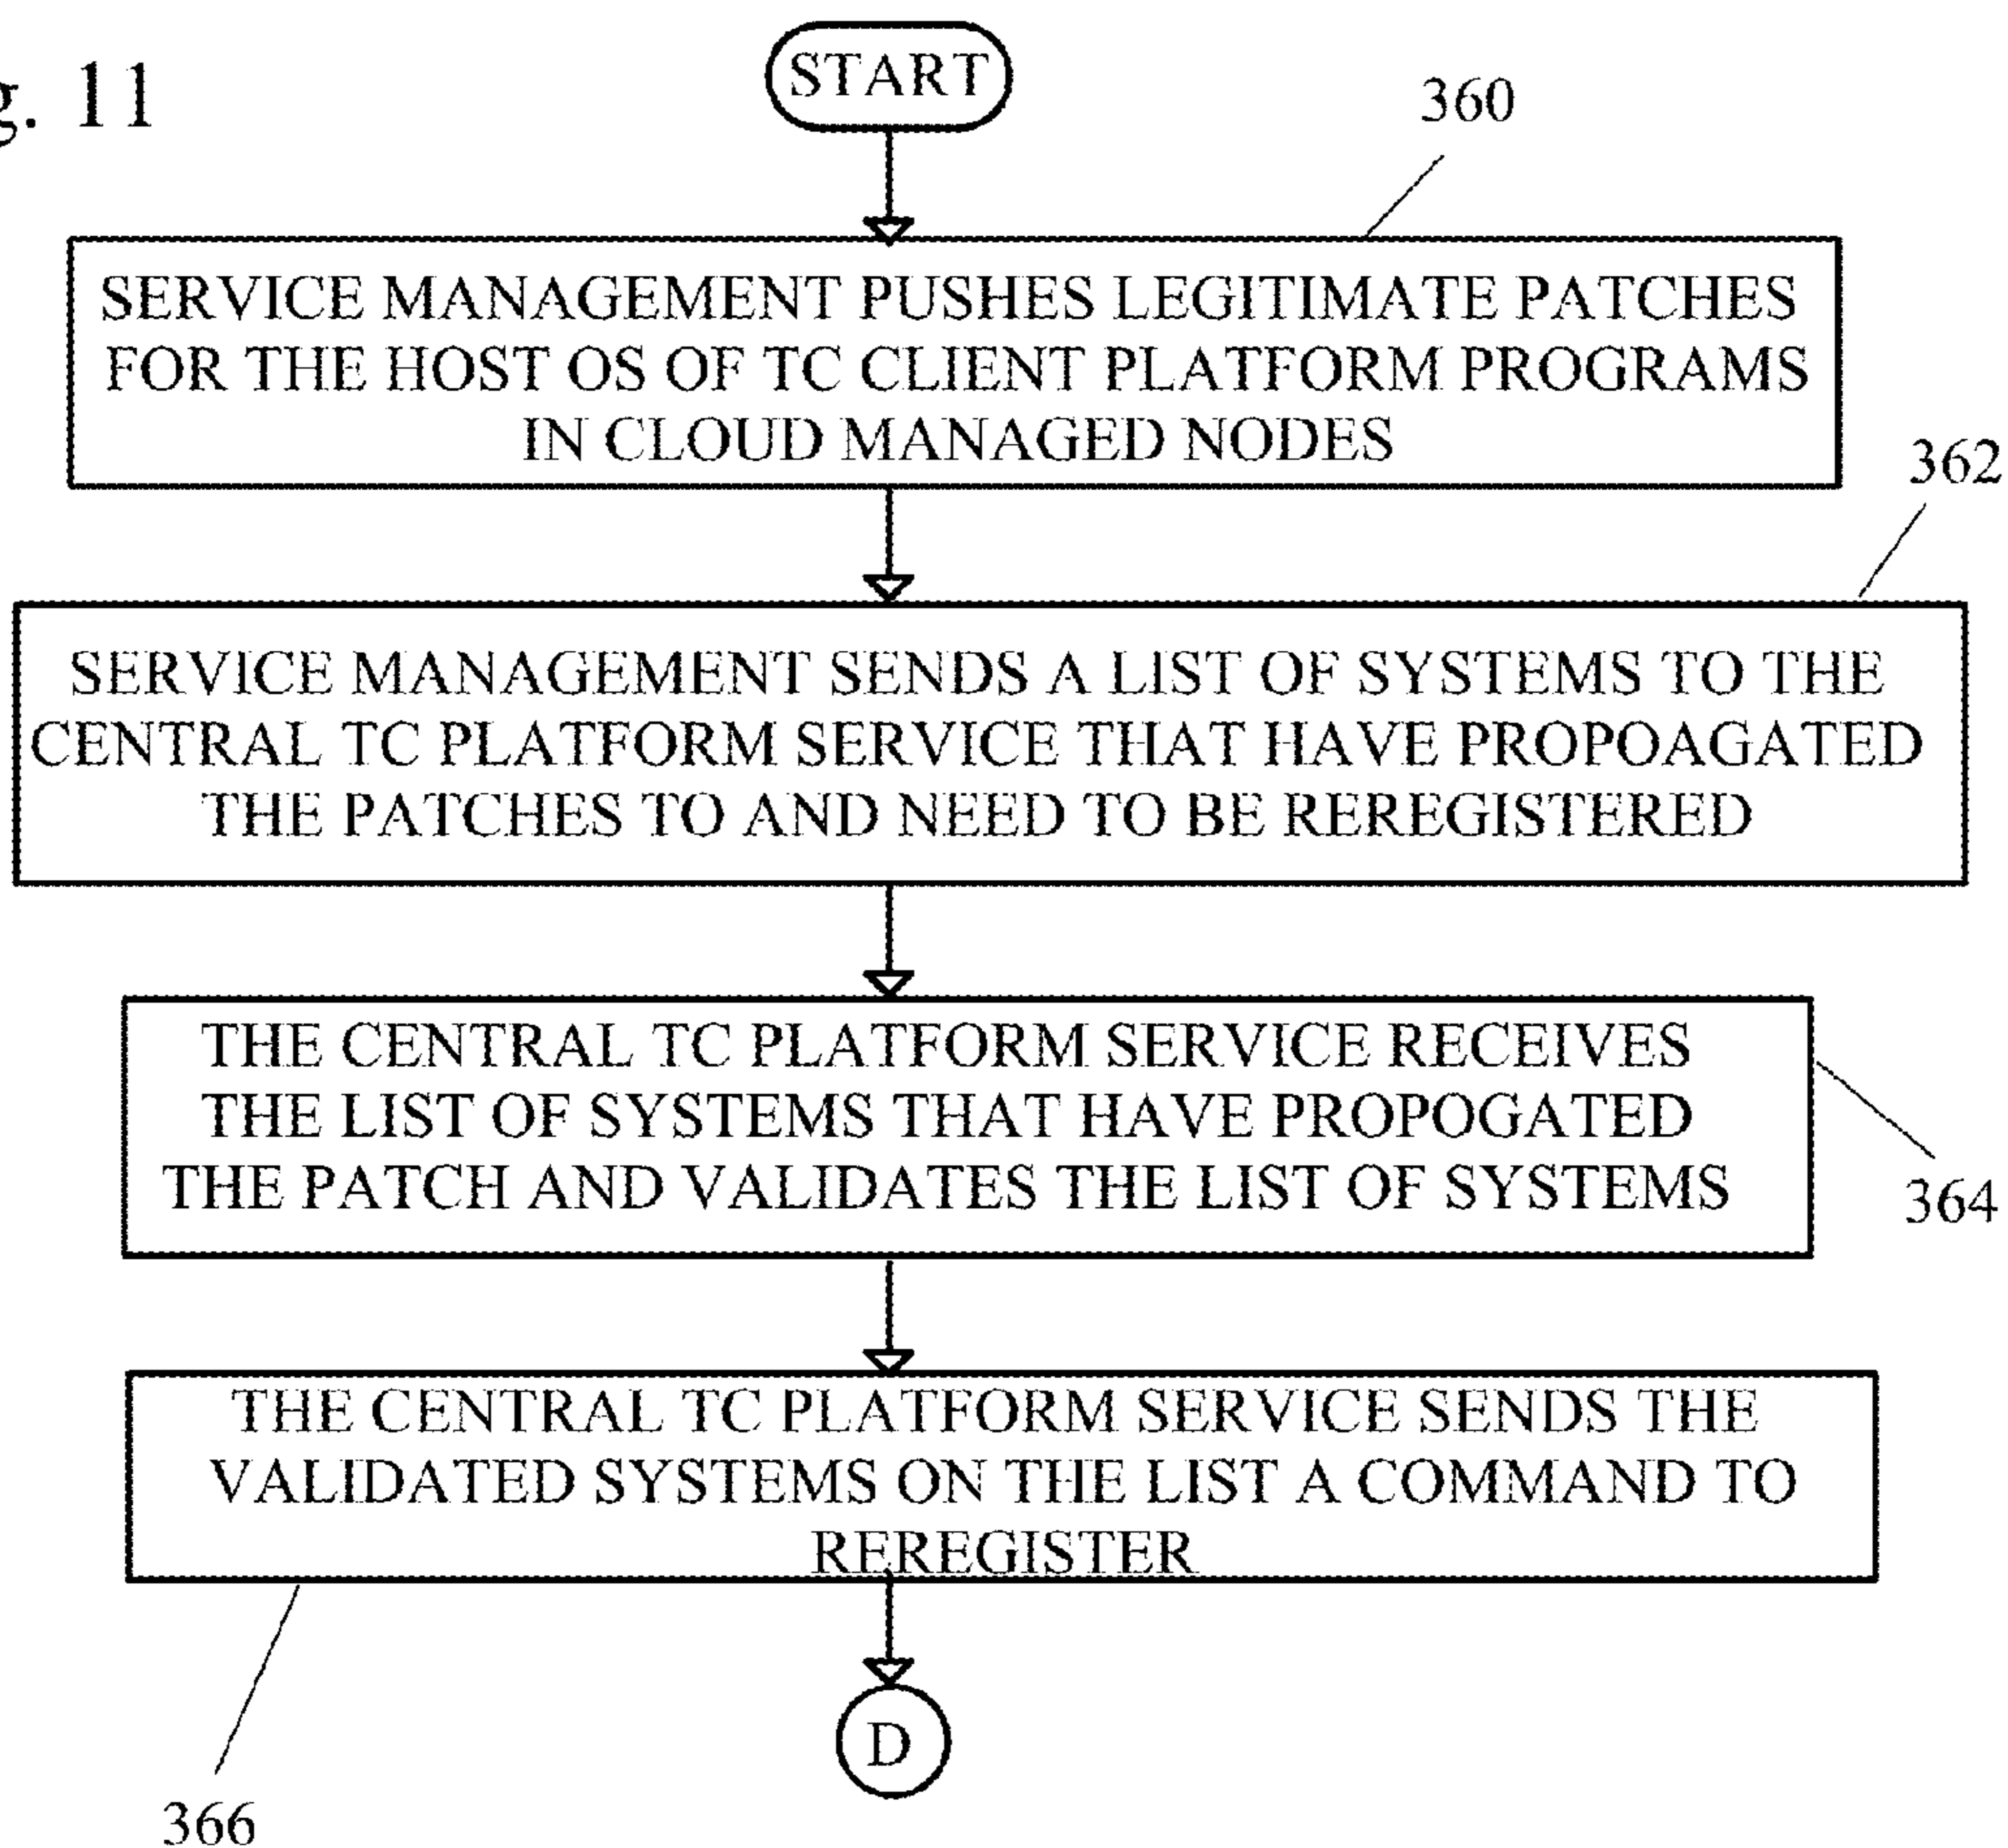 g. 11
START
360
SERVICE MANAGEMENT PUSHES LEGITIMATE PATCHES
FOR THE HOST OS OF TC CLIENT PLATFORM PROGRAMS
IN CLOUD MANAGED NODES
362
SERVICE MANAGEMENT SENDS A LIST OF SYSTEMS TO THE
CENTRAL TC PLATFORM SERVICE THAT HAVE PROPOAGATED
THE PATCHES TO AND NEED TO BE REREGISTERED
THE CENTRAL TC PLATFORM SERVICE RECEIVES
THE LIST OF SYSTEMS THAT HAVE PROPOGATED
THE PATCH AND VALIDATES THE LIST OF SYSTEMS
364
THE CENTRAL TC PLATFORM SERVICE SENDS THE
VALIDATED SYSTEMS ON THE LIST A COMMAND TO
REREGISTER
D
366